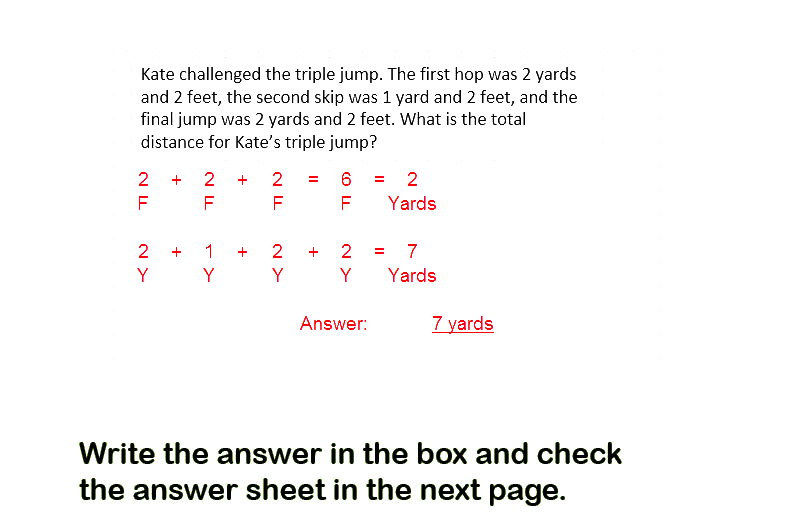 Kate challenged the triple jump. The first hop was 2 yards
and 2 feet, the second skip was 1 yard and 2 feet, and the
final jump was 2 yards and 2 feet. What is the total
distance for Kate’s triple jump?
2 + 2 + 2 = 6 = 2
F F F F Yards
2 + 1 + 2 + 2 = 7
Y Y Y Y Yards
Answer: 7 yards
Write the answer in the box and check
the answer sheet in the next page.